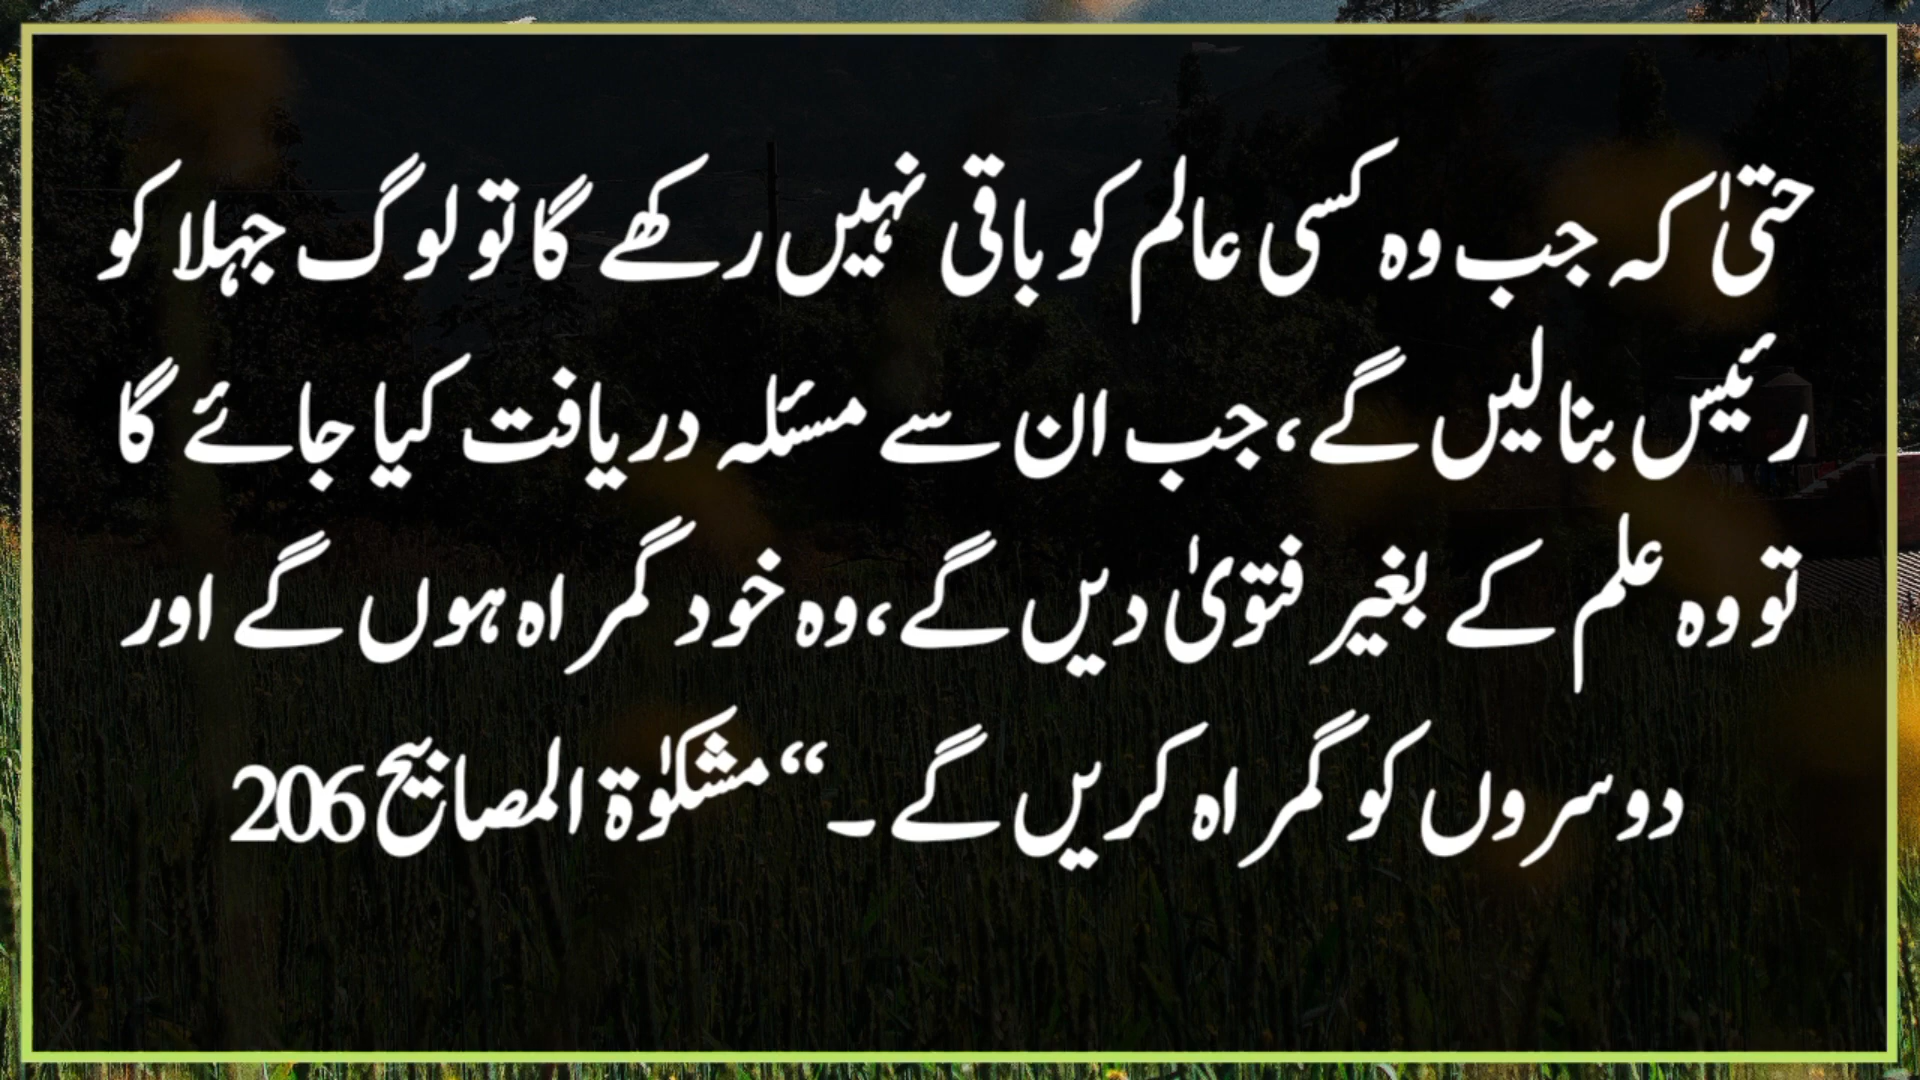 حتیٰ کہ جب وہ کسی عالم کو باقی نہیں رکھے گا تو لوگ جہلا کو
رئیس بنا لیں گے، جب ان سے مسئلہ دریافت کیا جائے گا
تو وہ علم کے بغیر فتویٰ دیں گے، وہ خود گمراہ ہوں گے اور
دوسروں کو گمراہ کریں گے ۔“ مشکوٰۃ المصابیح 206